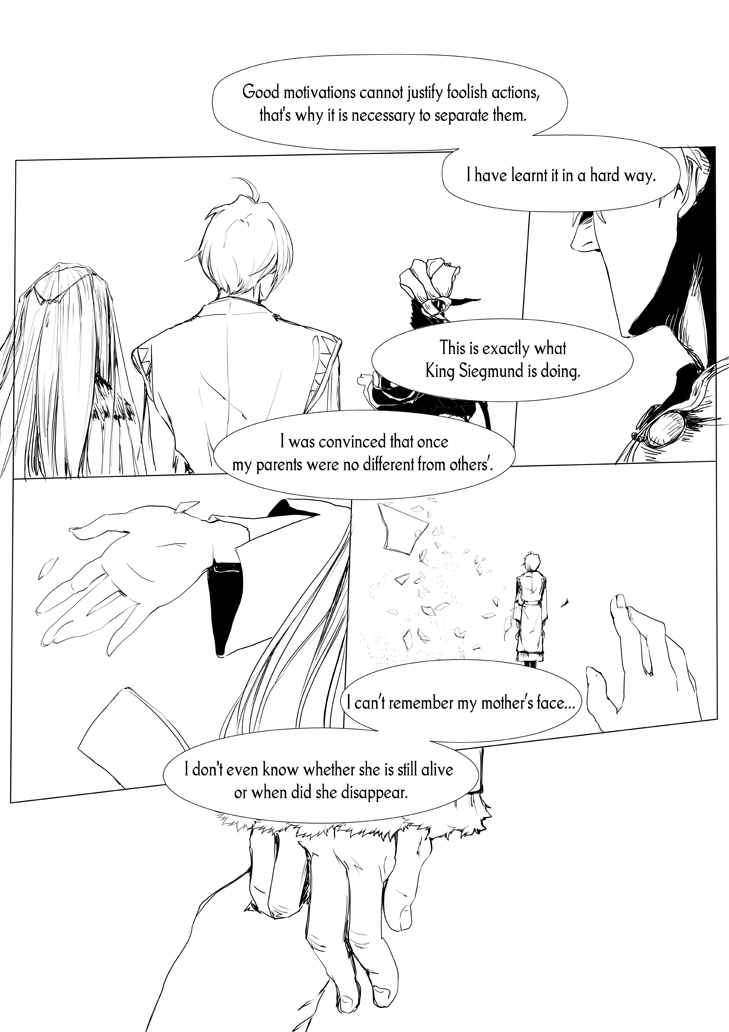 Good motivations cannot justify foolish actions,
that's why it is necessary to separate them.
I have learnt it in a hard way.
This is exactly what
King Siegmund is doing.
I was convinced that once
my parents were no different from others'.
I can't remember my mother's face...
I don't even know whether she is still alive
or when did she disappear.